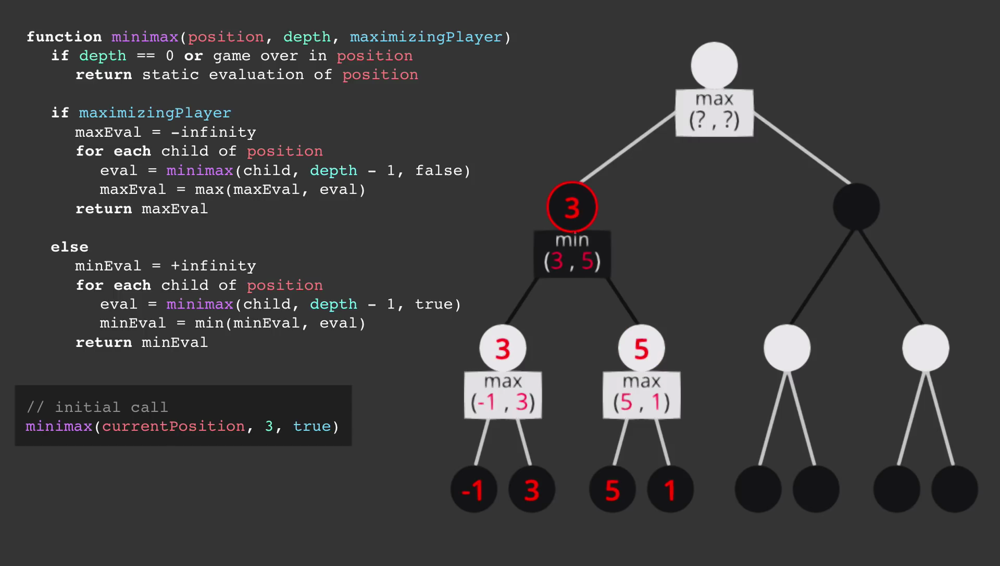 function minimax(position, depth, maximizingPlayer)
if depth == 0 or game over in position
return static evaluation of position
if maximizingPlayer
maxEval = -infinity
for each child of position
eval = minimax(child, depth - 1, false)
maxEval = max(maxEval, eval)
return maxEval
else
minEval = +infinity
for each child of position
eval = minimax(child, depth - 1, true)
minEval = min(minEval, eval)
return minEval
// initial call
minimax(currentPosition, 3, true)
max
(? , ?)
3
min
(3 , 5)
3
5
max
(-1 , 3)
max
(5 , 1)
-1
3
5
1